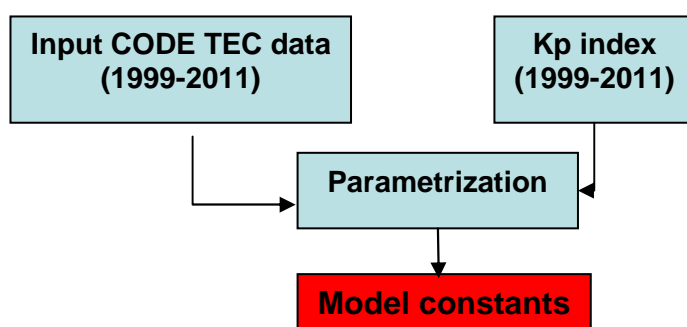 Input CODE TEC data
(1999-2011)
Kp index
(1999-2011)
Parametrization
Model constants